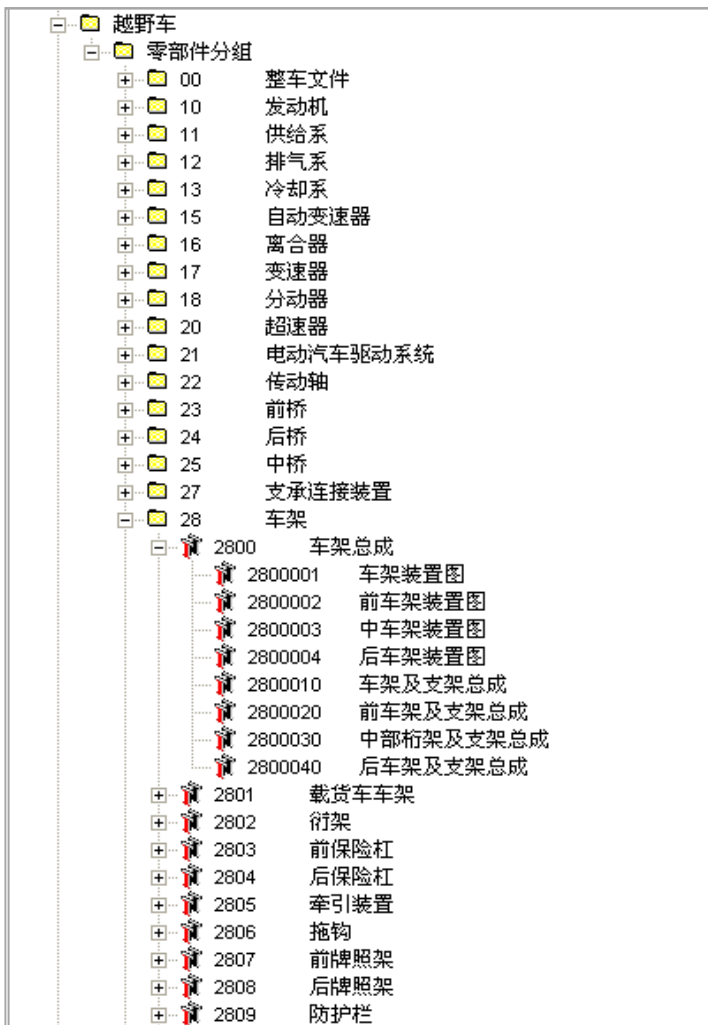 越野车
零部件分组
00 整车文件
10 发动机
11 供给系
12 排气系
13 冷却系
15 自动变速器
16 离合器
17 变速器
18 分动器
20 超速器
21 电动汽车驱动系统
22 传动轴
23 前桥
24 后桥
25 中桥
27 支承连接装置
28 车架
2800 车架总成
2800001 车架装置图
2800002 前车架装置图
2800003 中车架装置图
2800004 后车架装置图
2800010 车架及支架总成
2800020 前车架及支架总成
2800030 中部桁架及支架总成
2800040 后车架及支架总成
2801 载货车车架
2802 衍架
2803 前保险杠
2804 后保险杠
2805 牵引装置
2806 拖钩
2807 前牌照架
2808 后牌照架
2809 防护栏